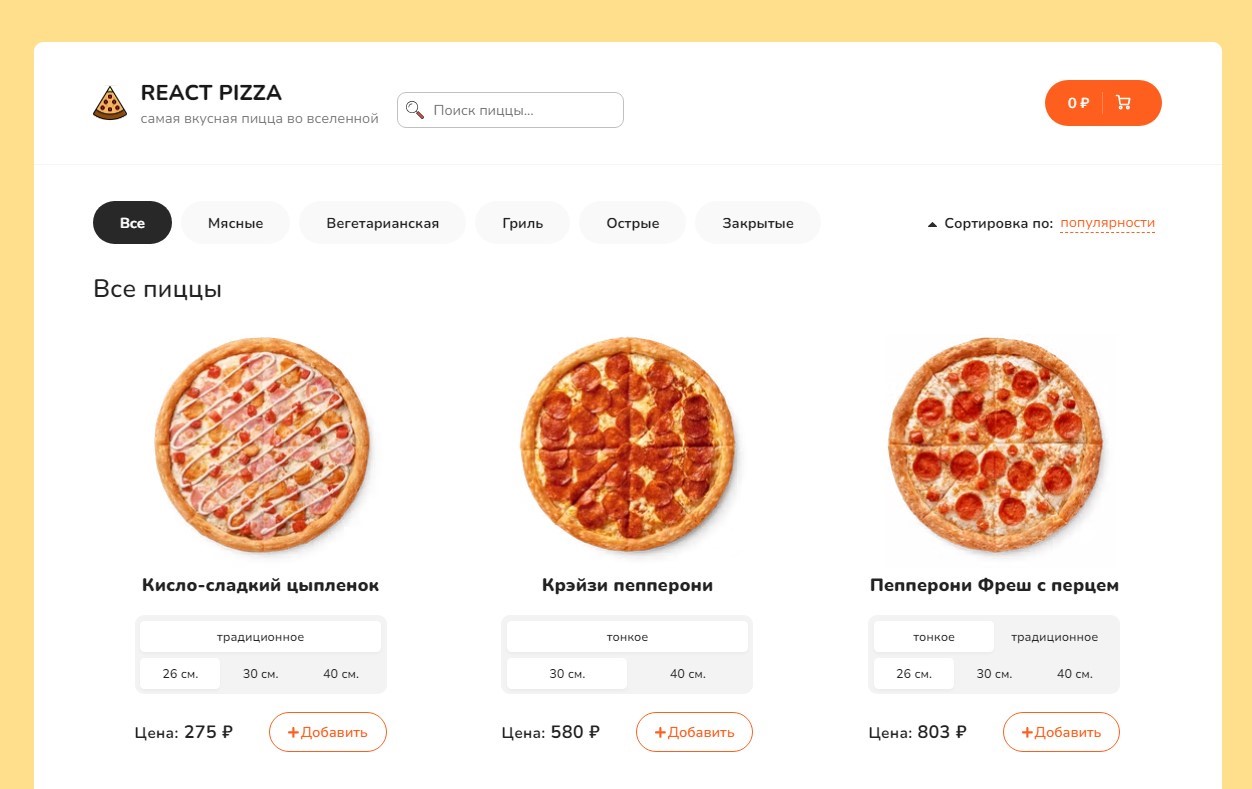 REACT PIZZA
самая вкусная пицца во вселенной
Поиск пиццы...
0 ₽
Все
Мясные
Вегетарианская
Гриль
Острые
Закрытые
Сортировка по: популярности
Все пиццы
Кисло-сладкий цыпленок
традиционное
26 см. 30 см. 40 см.
Цена: 275 ₽
+Добавить
Крэйзи пепперони
тонкое
30 см. 40 см.
Цена: 580 ₽
+Добавить
Пепперони Фреш с перцем
тонкое традиционное
26 см. 30 см. 40 см.
Цена: 803 ₽
+Добавить